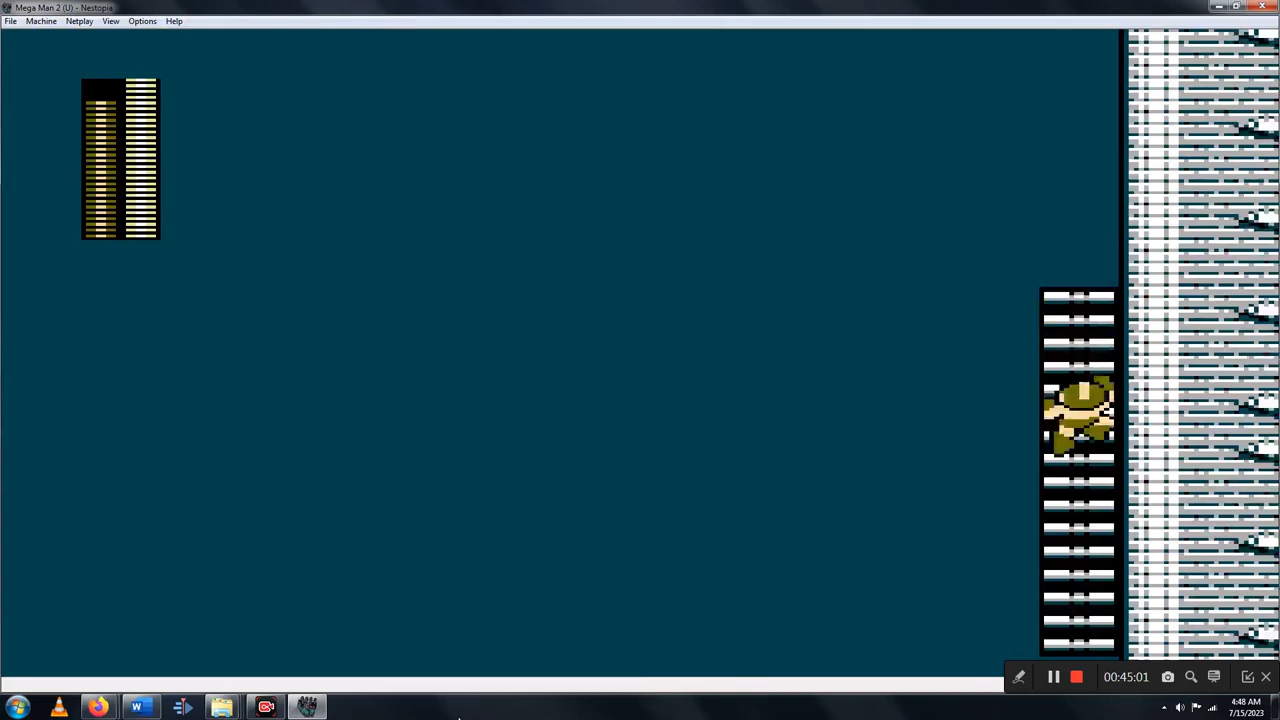 Mega Man 2 (U) - Nestopia
File Machine Netplay View Options Help
00:45:01
W
4:48 AM
7/15/2023